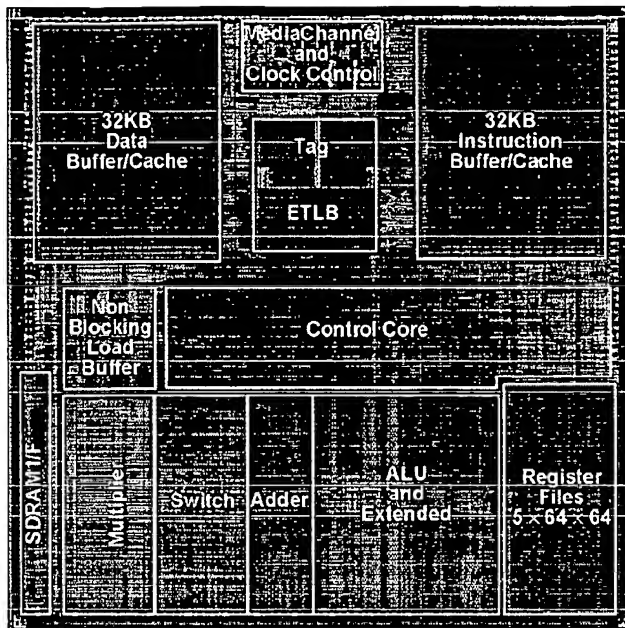 MediaChannel
and
Clock Control
32KB
Data
Buffer/Cache
Tag
ETLB
32KB
Instruction
Buffer/Cache
Non
Blocking
Load
Buffer
Control Core
SDRAM1/F
Multiplier
Switch
Adder
ALU
and
Extended
Register
Files
5 × 64 × 64